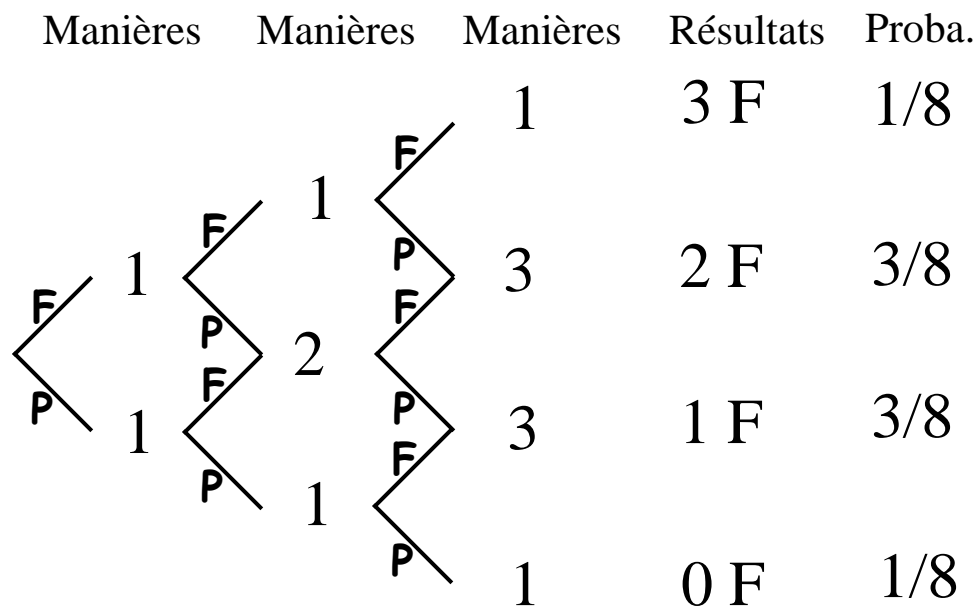 Manières Manières Manières Résultats Proba.
1 3 F 1/8
F
1
F P
1 3 2 F 3/8
F P F
2
P F P
1 3 1 F 3/8
P F
1
P
1 0 F 1/8